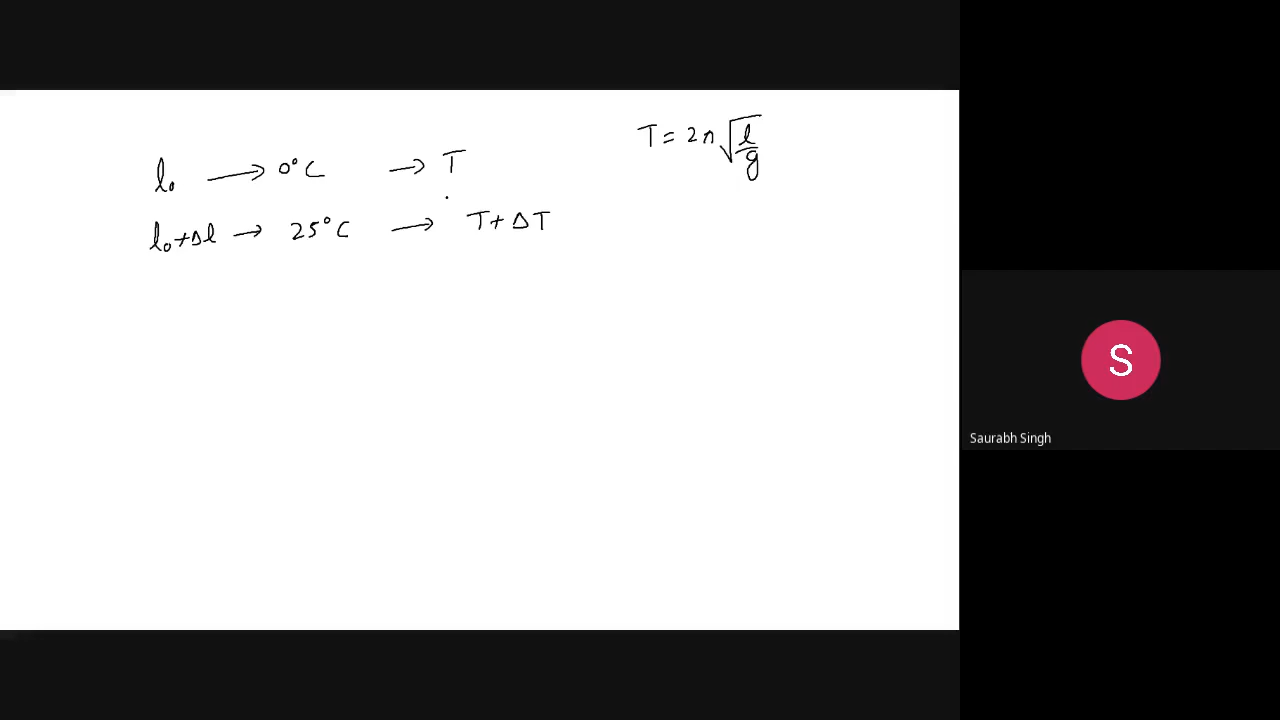 T = 2π√(l/g)
l₀ → 0°C → T
l₀+Δl → 25°C → T+ΔT
S
Saurabh Singh